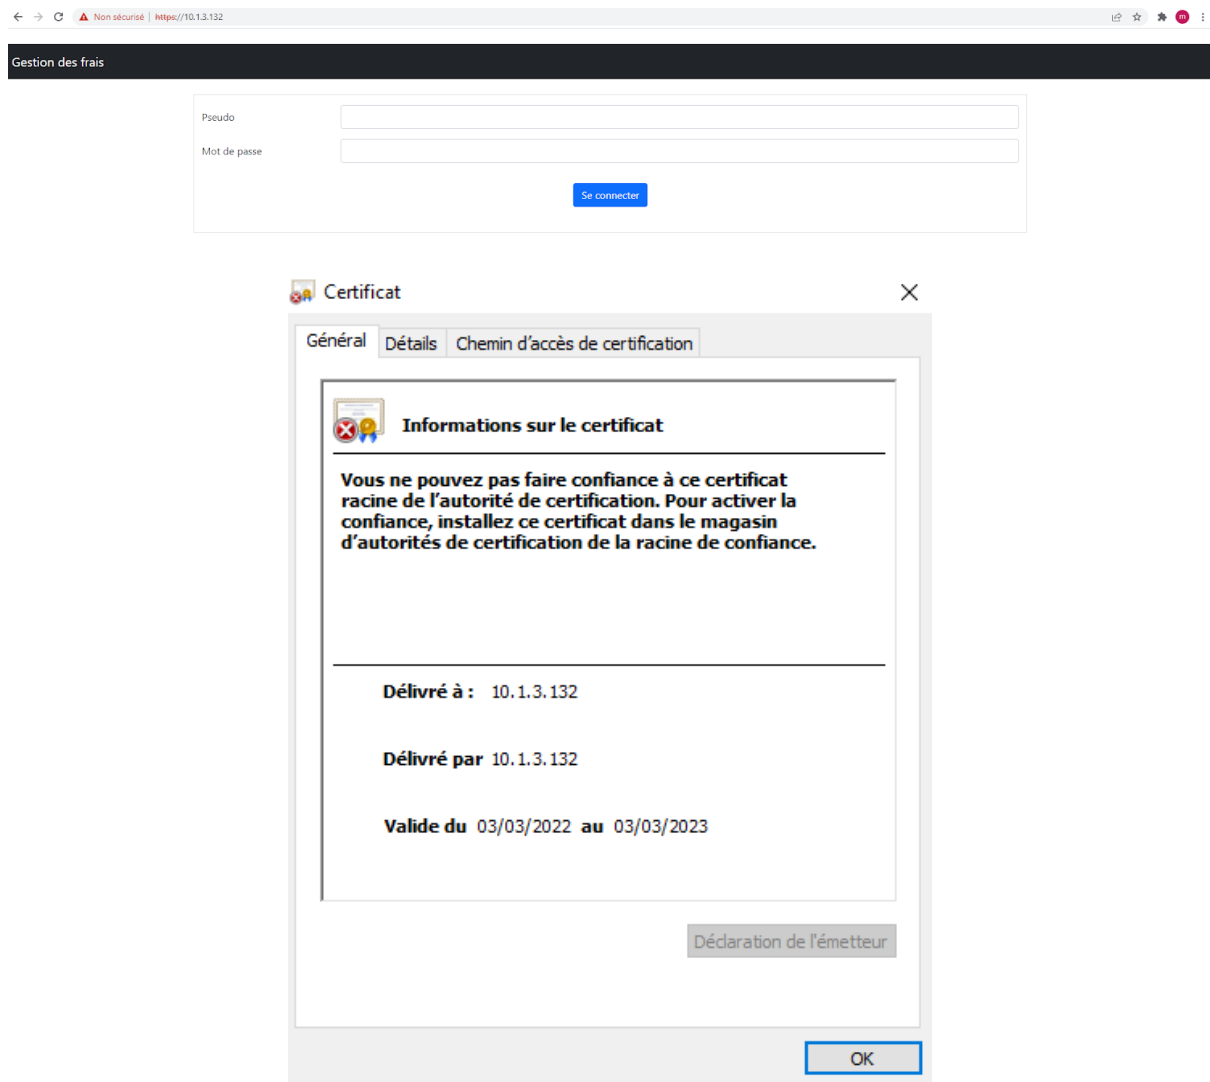 Non sécurisé | https://10.1.3.132
m
Gestion des frais
Pseudo
Mot de passe
Se connecter
Certificat
Général Détails Chemin d'accès de certification
Informations sur le certificat
Vous ne pouvez pas faire confiance à ce certificat
racine de l'autorité de certification. Pour activer la
confiance, installez ce certificat dans le magasin
d'autorités de certification de la racine de confiance.
Délivré à : 10.1.3.132
Délivré par 10.1.3.132
Valide du 03/03/2022 au 03/03/2023
Déclaration de l'émetteur
OK